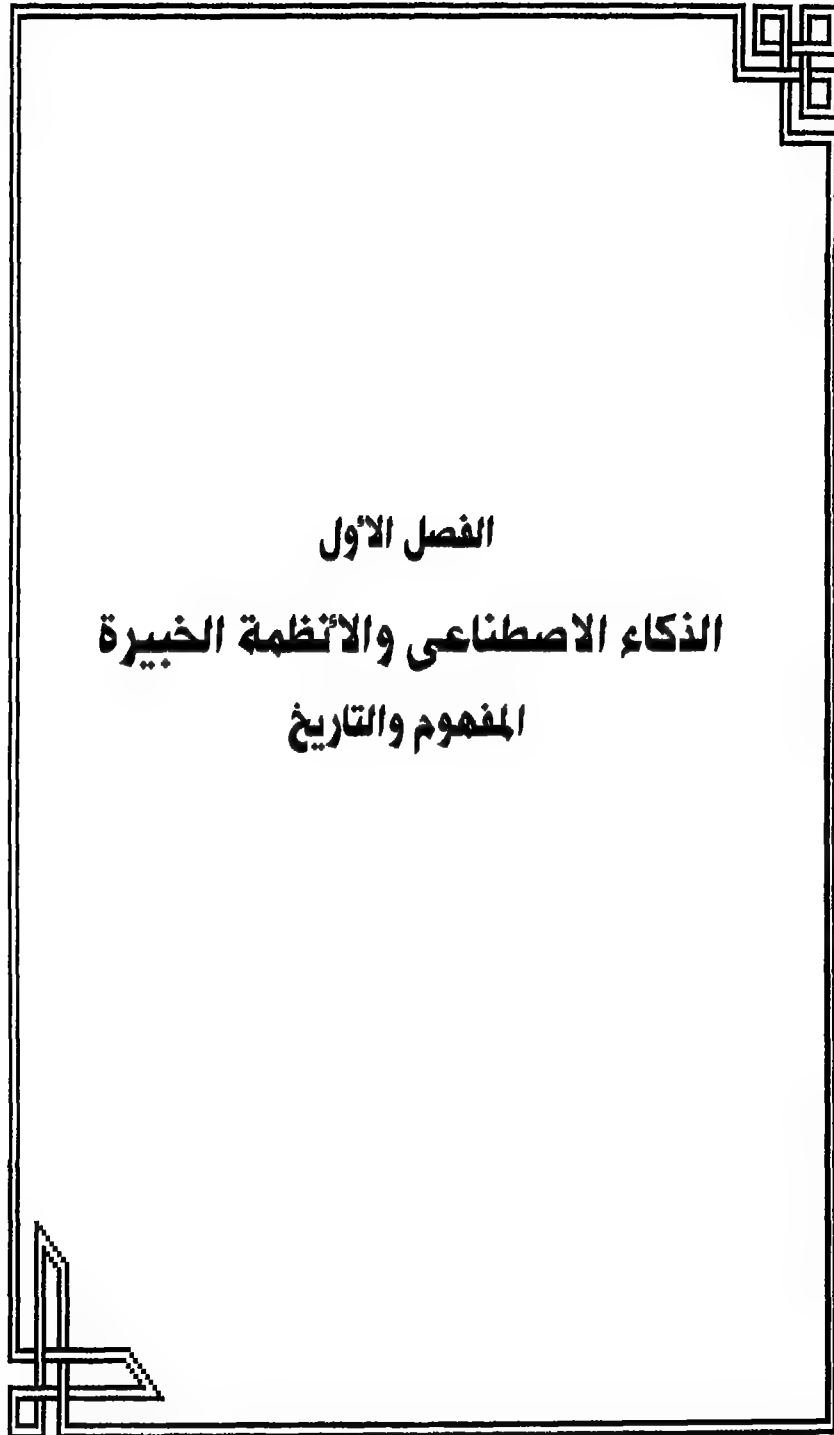 الفصل الأول
الذكاء الاصطناعى والأنظمة الخبيرة
المفهوم والتاريخ